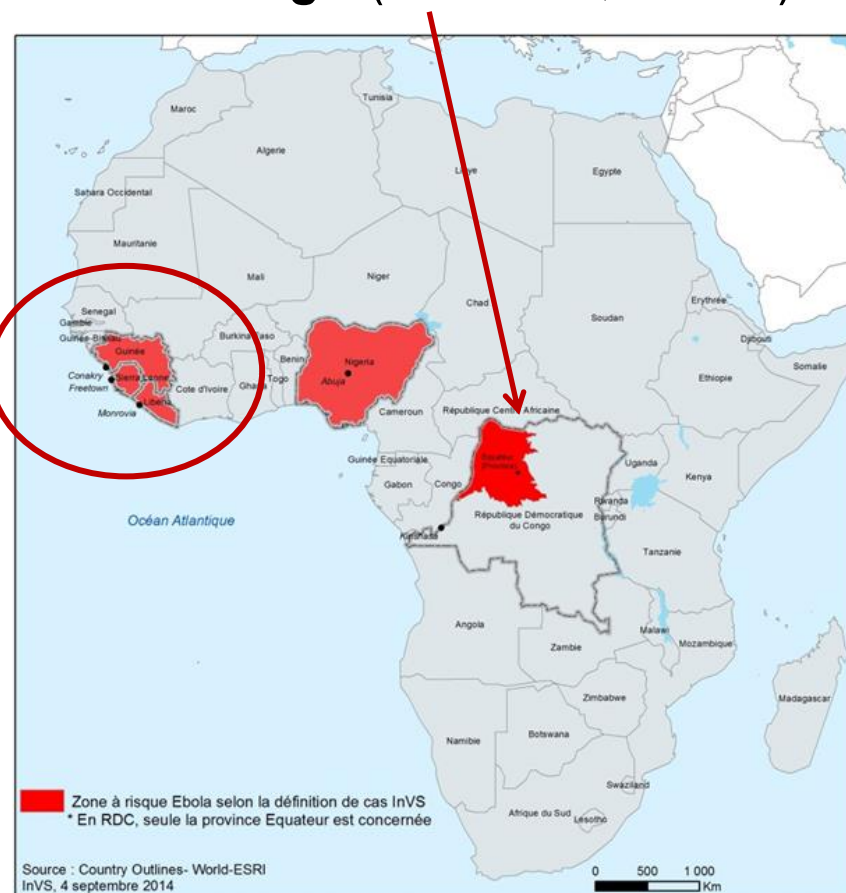 Maroc
Tunisia
Algerie
Libye
Egypte
Sahara Occidental
Mauritanie
Mali
Niger
Chad
Soudan
Erythrée
Senegal
Gambie
Guinée-Bissau
Guinée
Burkina Faso
Benin
Nigeria
Djibouti
Somalie
Conakry
Freetown
Sierra Leone
Cote d'Ivoire
Ghana
Togo
Abuja
Ethiopie
Monrovia
Liberia
Cameroun
République Centr Africaine
Guinée Equatoriale
Equateur
(Province)
Uganda
Kenya
Gabon
Congo
Rwanda
Burundi
Océan Atlantique
République Démocratique
du Congo
Kinshasa
Tanzanie
Angola
Malawi
Zambie
Mozambique
Zimbabwe
Madagascar
Namibie
Botswana
Swaziland
Zone à risque Ebola selon la définition de cas InVS
* En RDC, seule la province Equateur est concernée
Afrique du Sud
Lesotho
Source : Country Outlines- World-ESRI
InVS, 4 septembre 2014
0 500 1 000
Km